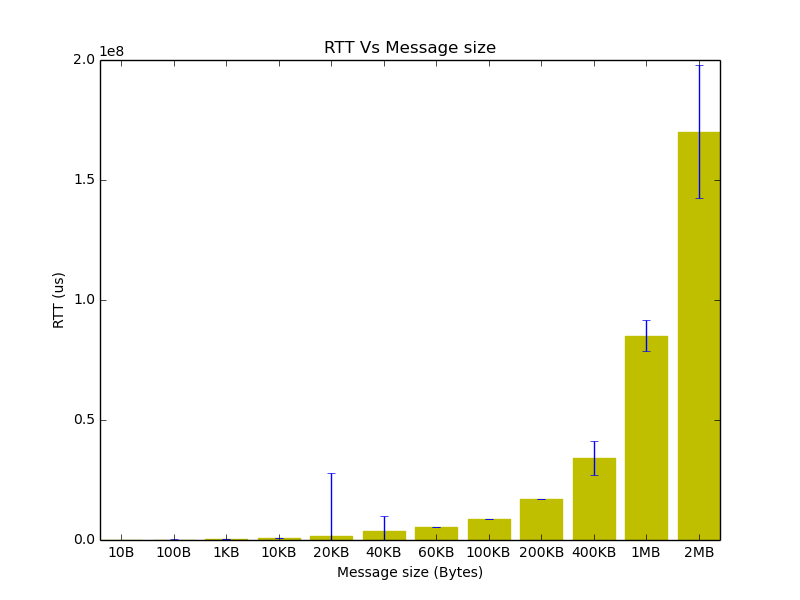 RTT Vs Message size
1e8
2.0
1.5
1.0
0.5
0.0
RTT (us)
10B 100B 1KB 10KB 20KB 40KB 60KB 100KB 200KB 400KB 1MB 2MB
Message size (Bytes)